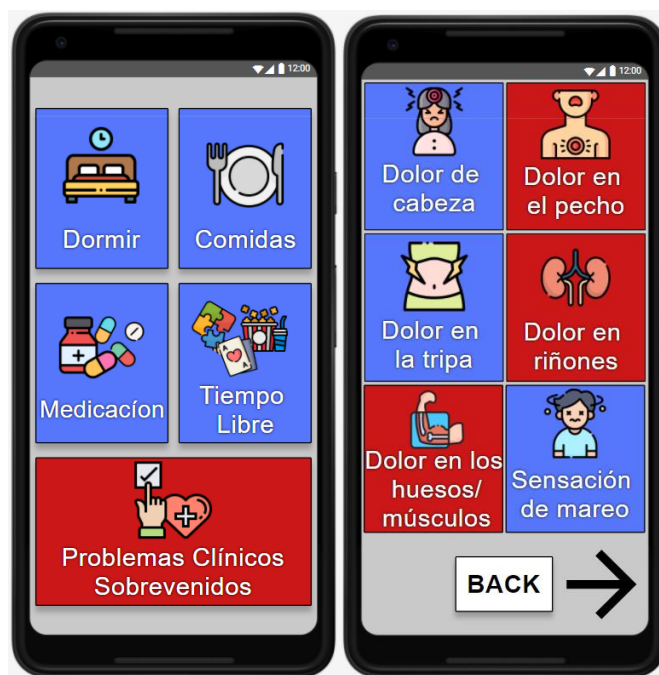 12:00
Dormir
Comidas
Medicacíon
Tiempo
Libre
Problemas Clínicos
Sobrevenidos
12:00
Dolor de
cabeza
Dolor en
el pecho
Dolor en
la tripa
Dolor en
riñones
Dolor en los
huesos/
músculos
Sensación
de mareo
BACK